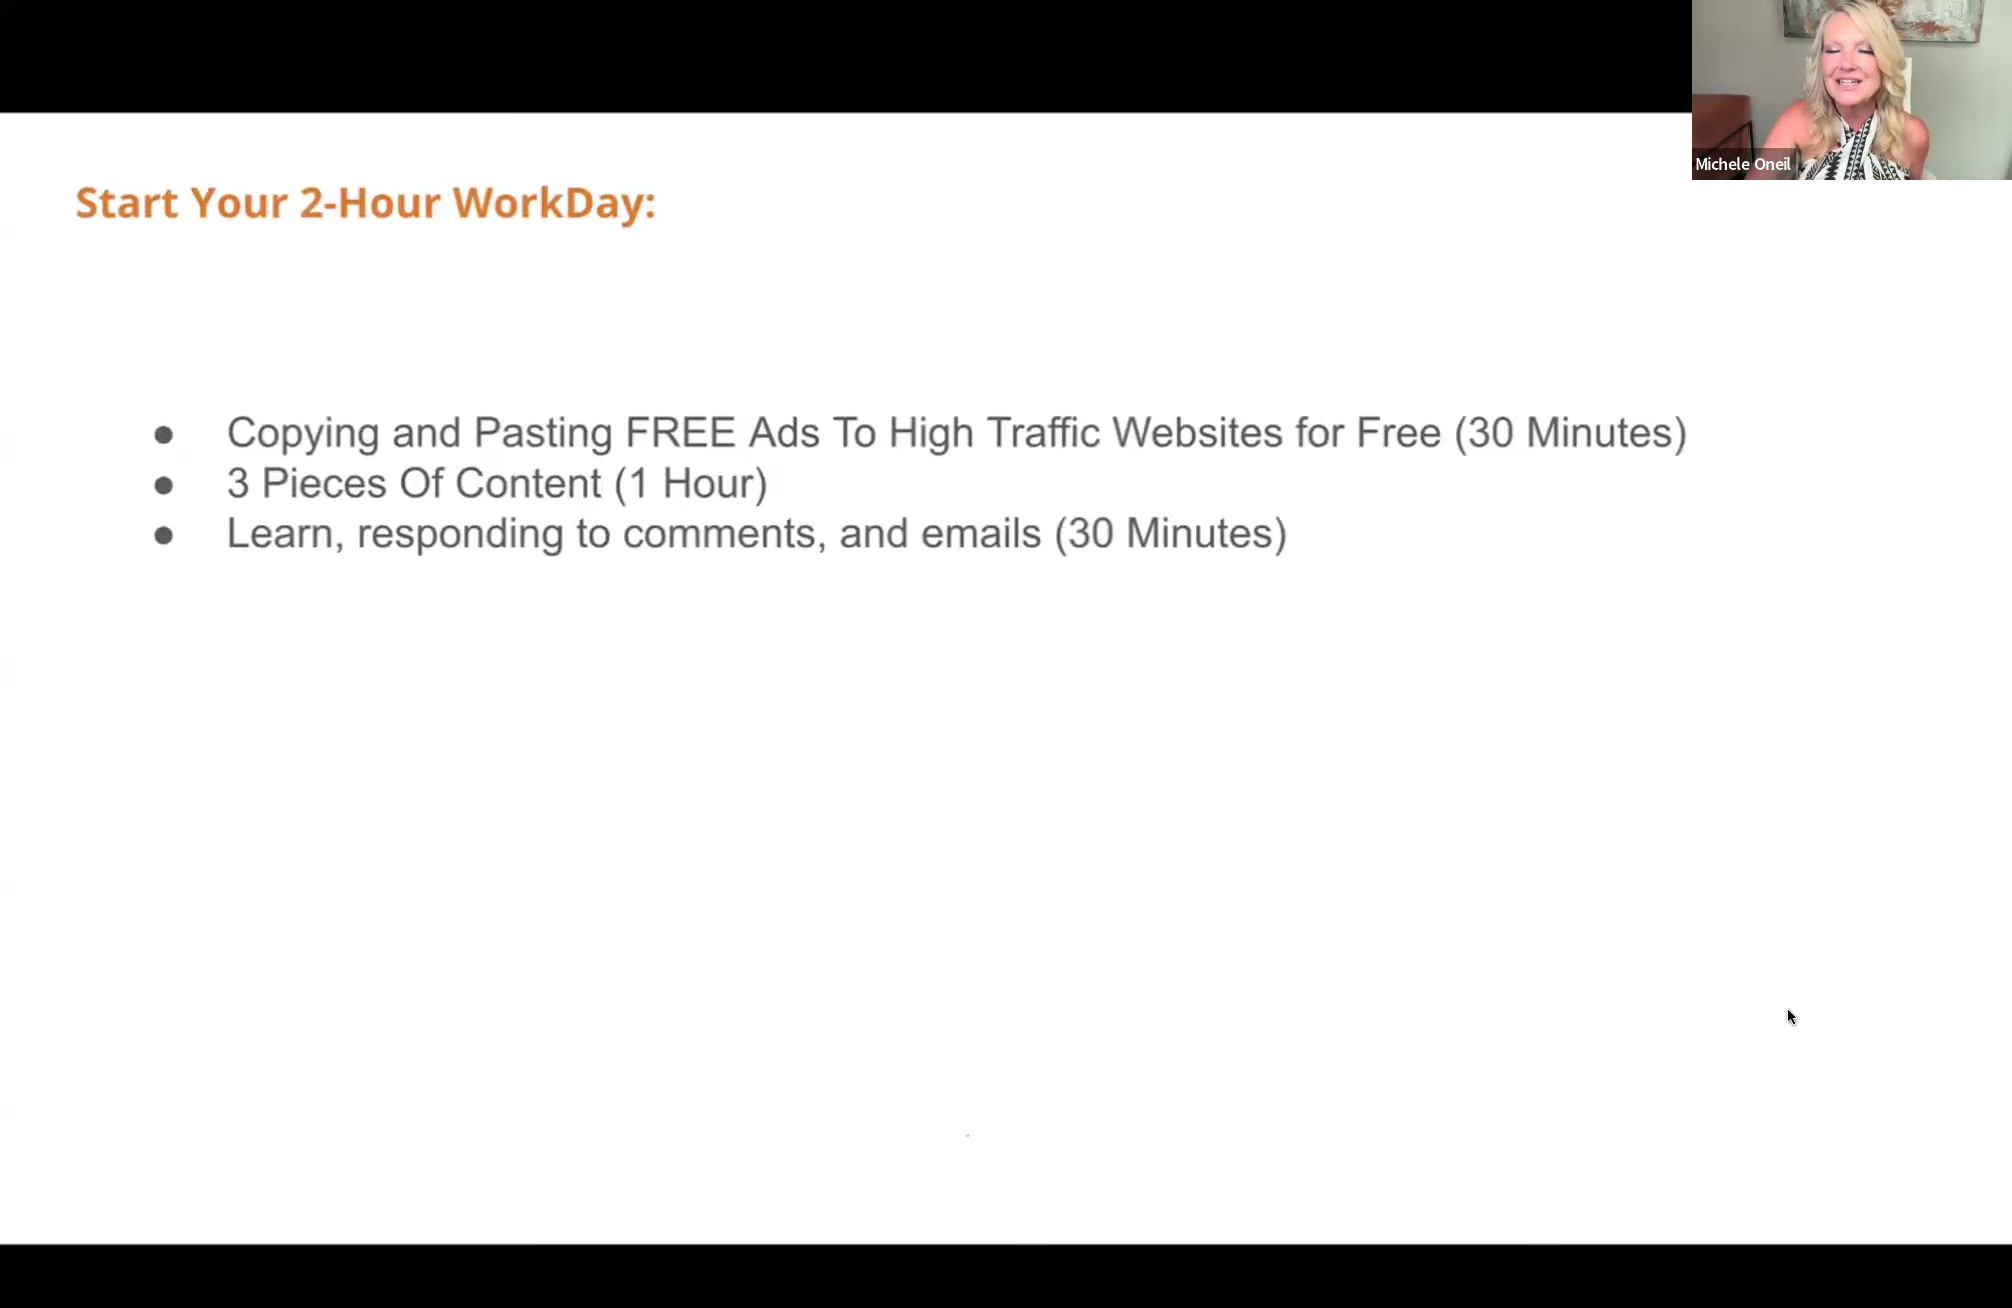 Michele Oneil
Start Your 2-Hour WorkDay:
● Copying and Pasting FREE Ads To High Traffic Websites for Free (30 Minutes)
● 3 Pieces Of Content (1 Hour)
● Learn, responding to comments, and emails (30 Minutes)